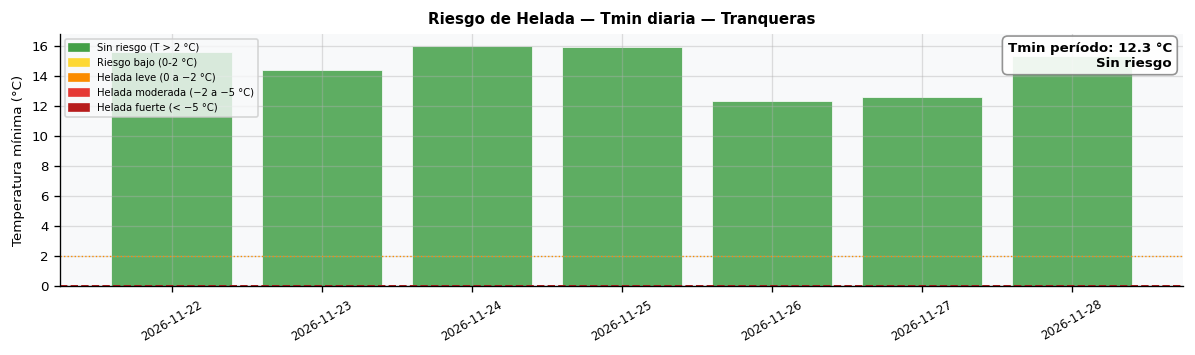 Riesgo de Helada — Tmin diaria — Tranqueras
Temperatura mínima (°C)
16
14
12
10
8
6
4
2
0
Sin riesgo (T > 2 °C)
Riesgo bajo (0-2 °C)
Helada leve (0 a −2 °C)
Helada moderada (−2 a −5 °C)
Helada fuerte (< −5 °C)
Tmin período: 12.3 °C
Sin riesgo
2026-11-22
2026-11-23
2026-11-24
2026-11-25
2026-11-26
2026-11-27
2026-11-28